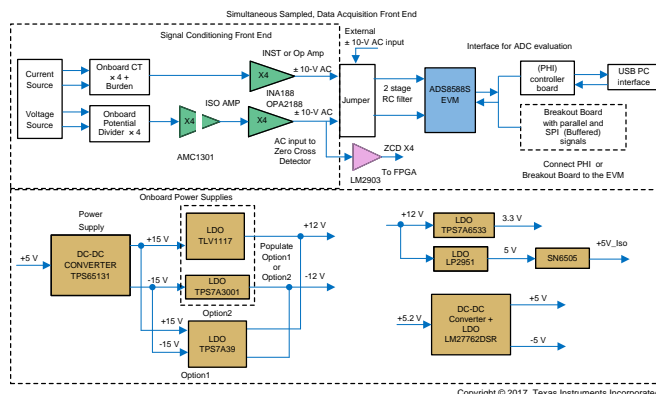 Simultaneous Sampled, Data Acquisition Front End
Signal Conditioning Front End
External
± 10-V AC input
Interface for ADC evaluation
INST or Op Amp
Current
Source
Voltage
Source
Onboard CT
× 4 +
Burden
Onboard
Potential
Divider × 4
ISO AMP
X4
AMC1301
X4
± 10-V AC
INA188
OPA2188
± 10-V AC
X4
AC input to
Zero Cross
Detector
Jumper
2 stage
RC filter
ADS8588S
EVM
(PHI)
controller
board
USB PC
interface
Breakout Board
with parallel and
SPI (Buffered)
signals
Connect PHI or
Breakout Board to the EVM
ZCD X4
To FPGA
LM2903
Onboard Power Supplies
Power
Supply
+5 V
DC-DC
CONVERTER
TPS65131
+15 V
-15 V
LDO
TLV1117
LDO
TPS7A3001
Populate
Option1
or
Option2
+12 V
-12 V
Option2
+15 V
-15 V
LDO
TPS7A39
Option1
+12 V
LDO
TPS7A6533
3.3 V
LDO
LP2951
5 V
SN6505
+5V_Iso
+5.2 V
DC-DC
Converter +
LDO
LM27762DSR
+5 V
-5 V
Copyright © 2017, Texas Instruments Incorporated